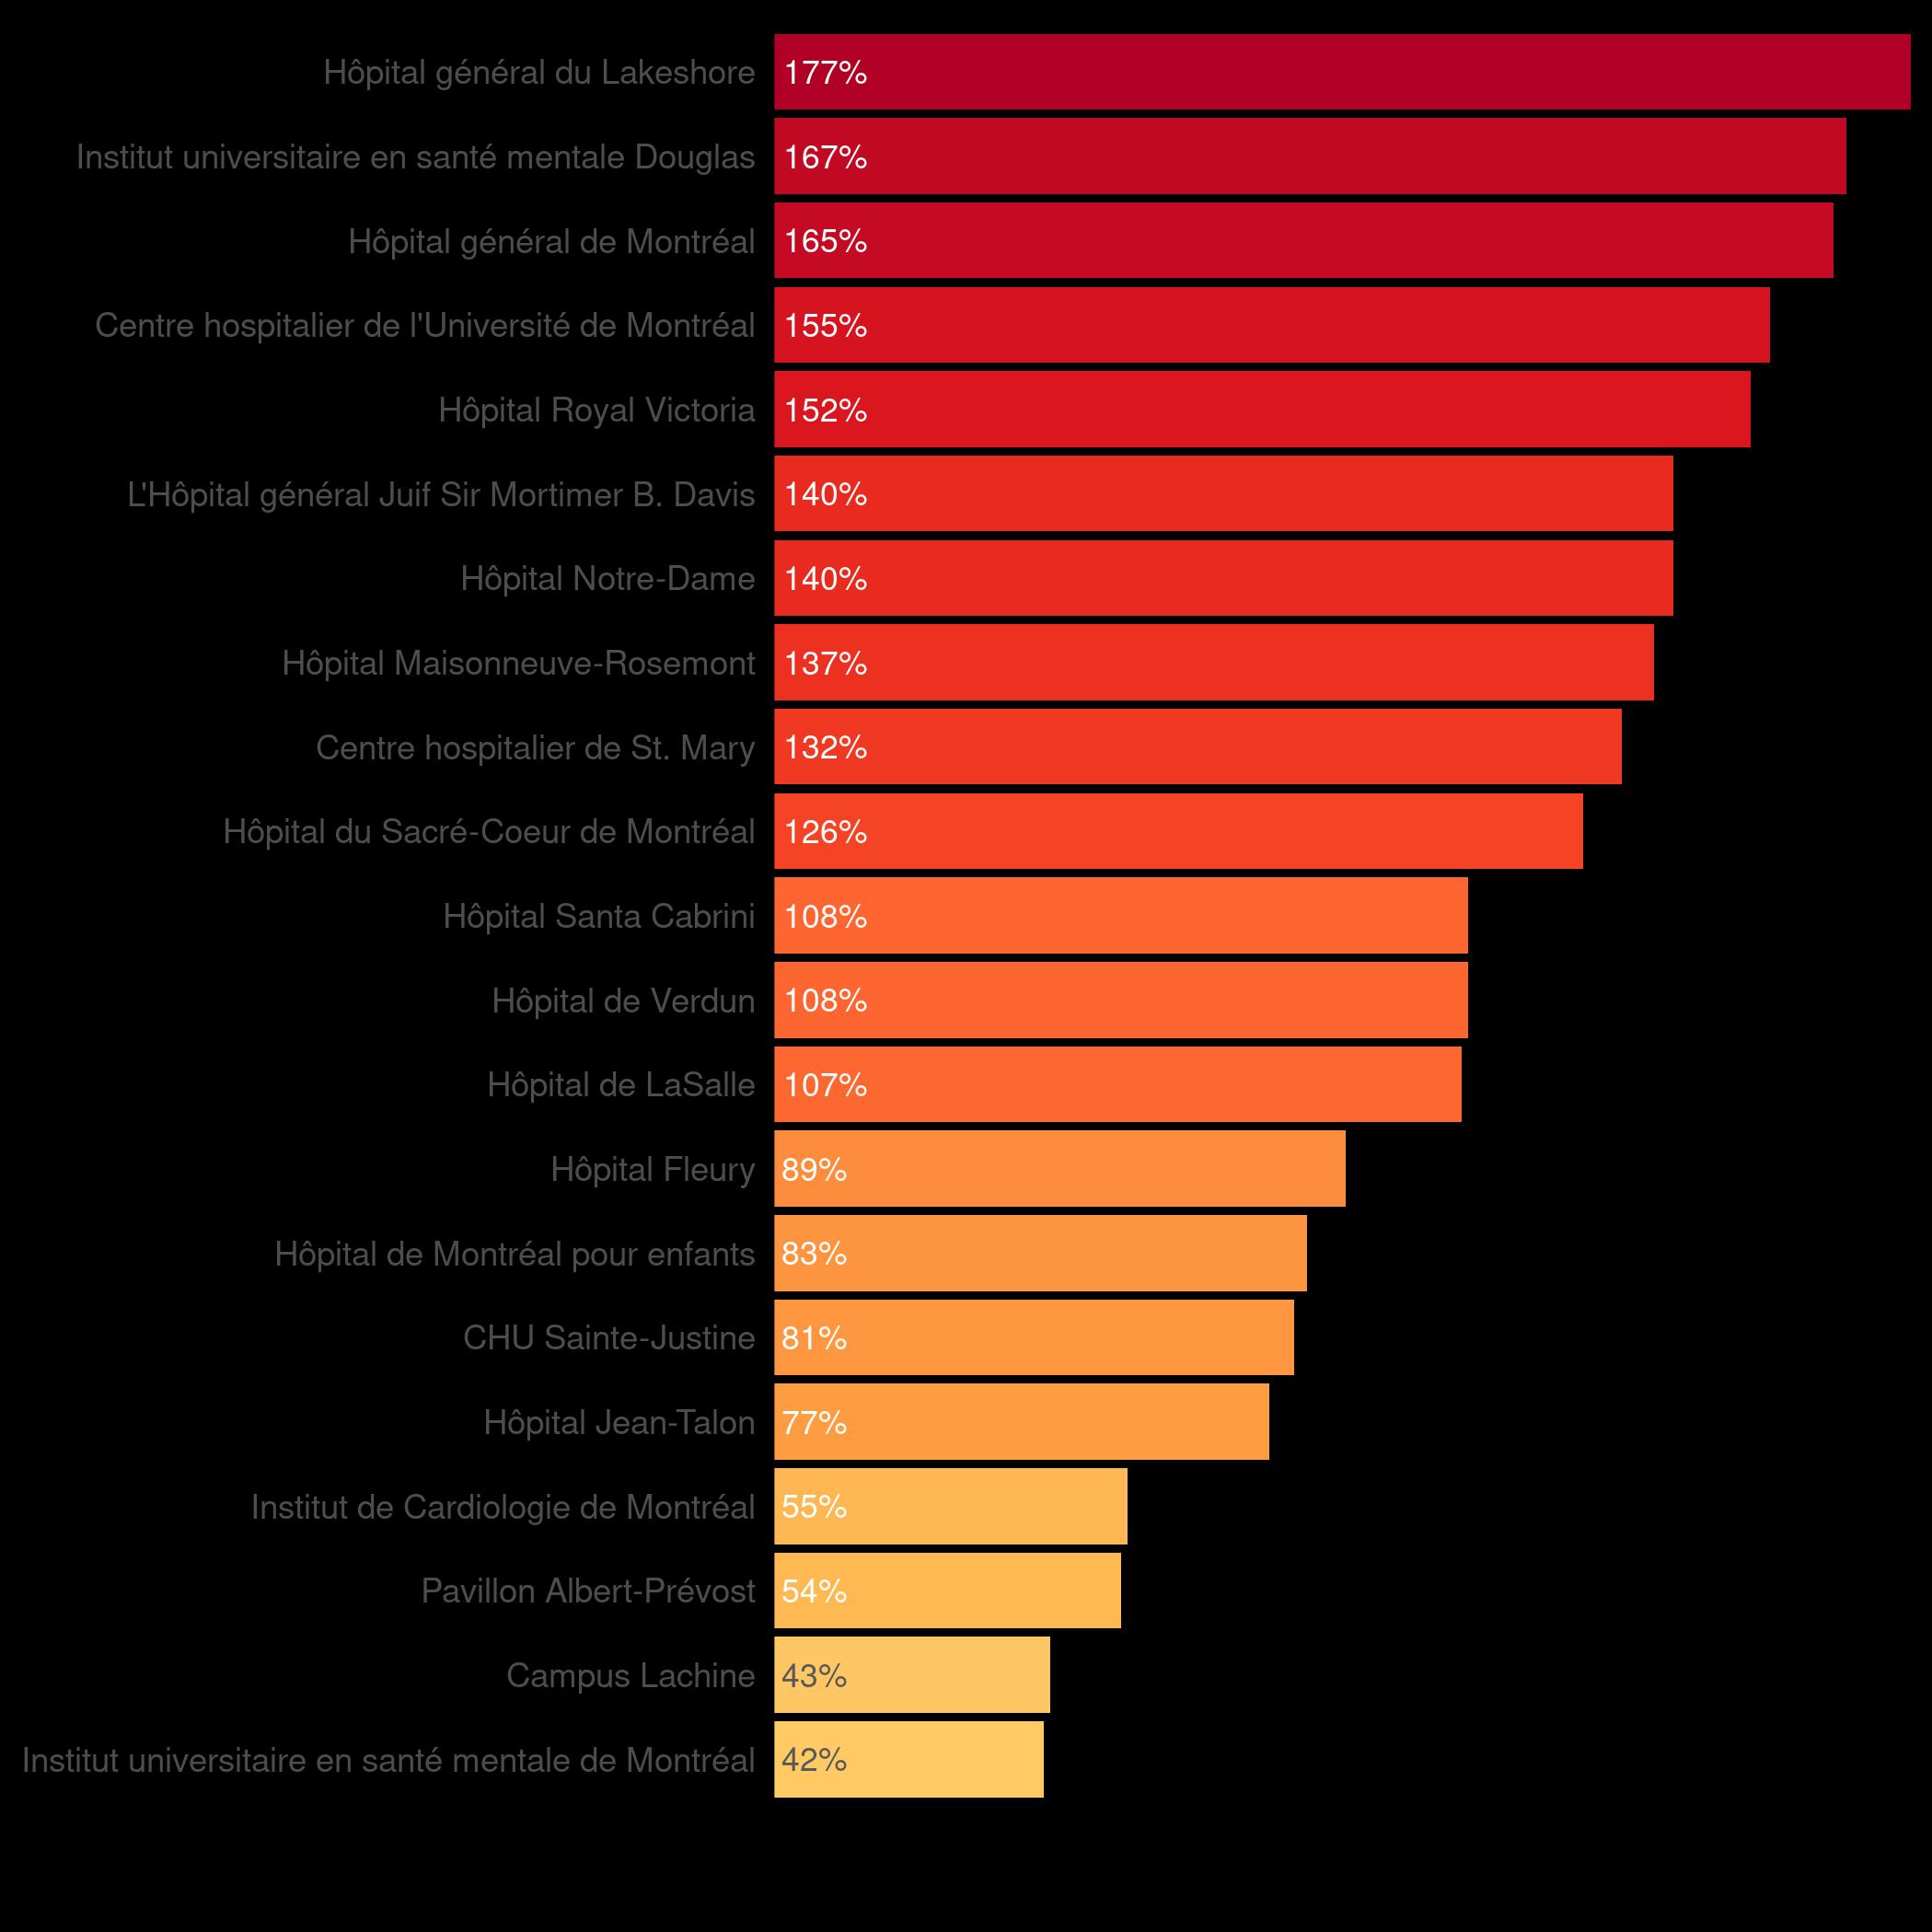 Hôpital général du Lakeshore 177%
Institut universitaire en santé mentale Douglas 167%
Hôpital général de Montréal 165%
Centre hospitalier de l'Université de Montréal 155%
Hôpital Royal Victoria 152%
L'Hôpital général Juif Sir Mortimer B. Davis 140%
Hôpital Notre-Dame 140%
Hôpital Maisonneuve-Rosemont 137%
Centre hospitalier de St. Mary 132%
Hôpital du Sacré-Coeur de Montréal 126%
Hôpital Santa Cabrini 108%
Hôpital de Verdun 108%
Hôpital de LaSalle 107%
Hôpital Fleury 89%
Hôpital de Montréal pour enfants 83%
CHU Sainte-Justine 81%
Hôpital Jean-Talon 77%
Institut de Cardiologie de Montréal 55%
Pavillon Albert-Prévost 54%
Campus Lachine 43%
Institut universitaire en santé mentale de Montréal 42%